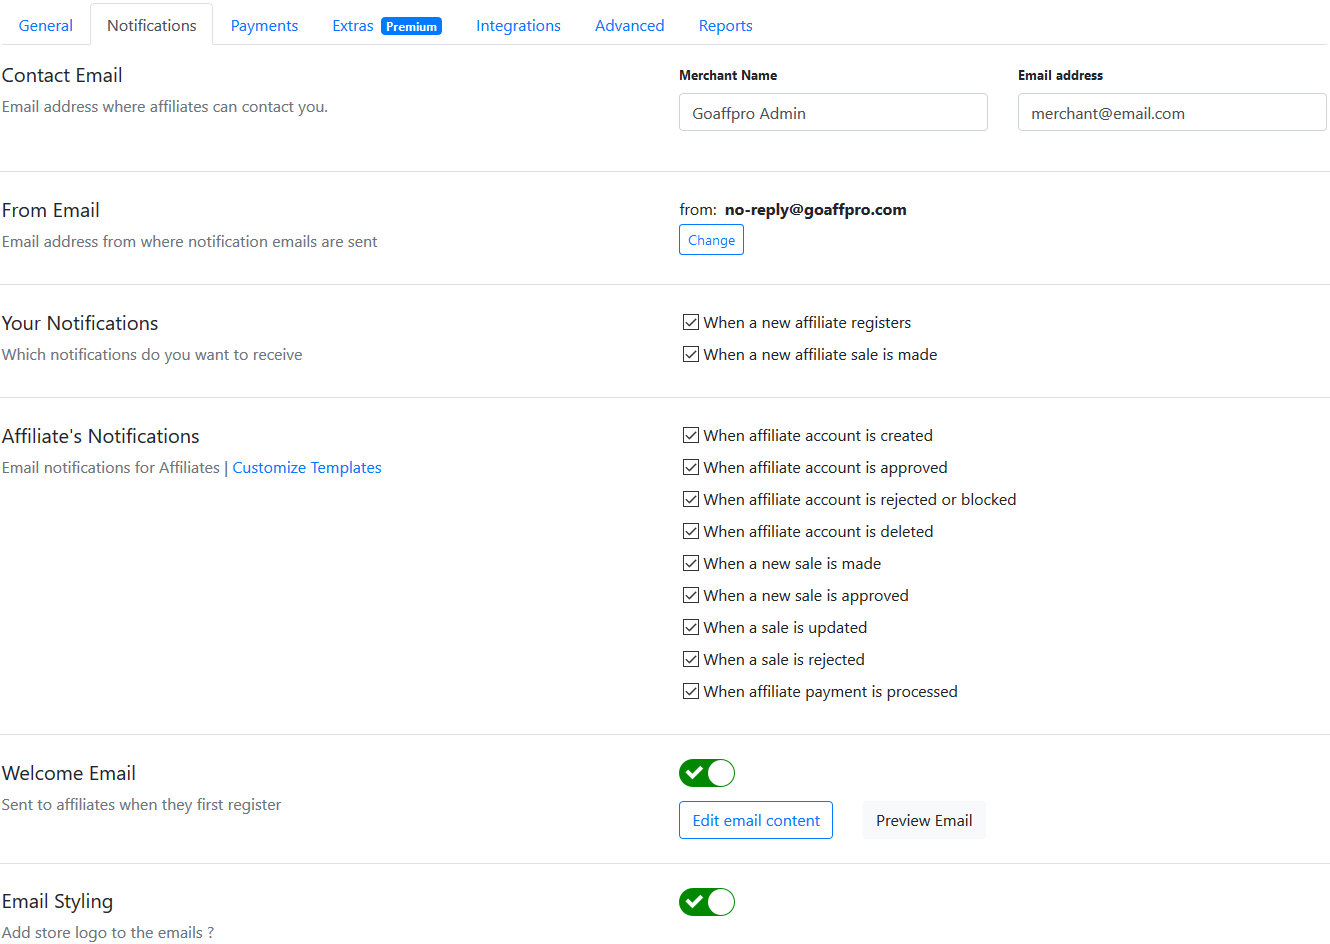 General Notifications Payments Extras Premium Integrations Advanced Reports
Contact Email
Email address where affiliates can contact you.
Merchant Name
Goaffpro Admin
Email address
merchant@email.com
From Email
Email address from where notification emails are sent
from: no-reply@goaffpro.com
Change
Your Notifications
Which notifications do you want to receive
When a new affiliate registers
When a new affiliate sale is made
Affiliate's Notifications
Email notifications for Affiliates | Customize Templates
When affiliate account is created
When affiliate account is approved
When affiliate account is rejected or blocked
When affiliate account is deleted
When a new sale is made
When a new sale is approved
When a sale is updated
When a sale is rejected
When affiliate payment is processed
Welcome Email
Sent to affiliates when they first register
Edit email content
Preview Email
Email Styling
Add store logo to the emails ?